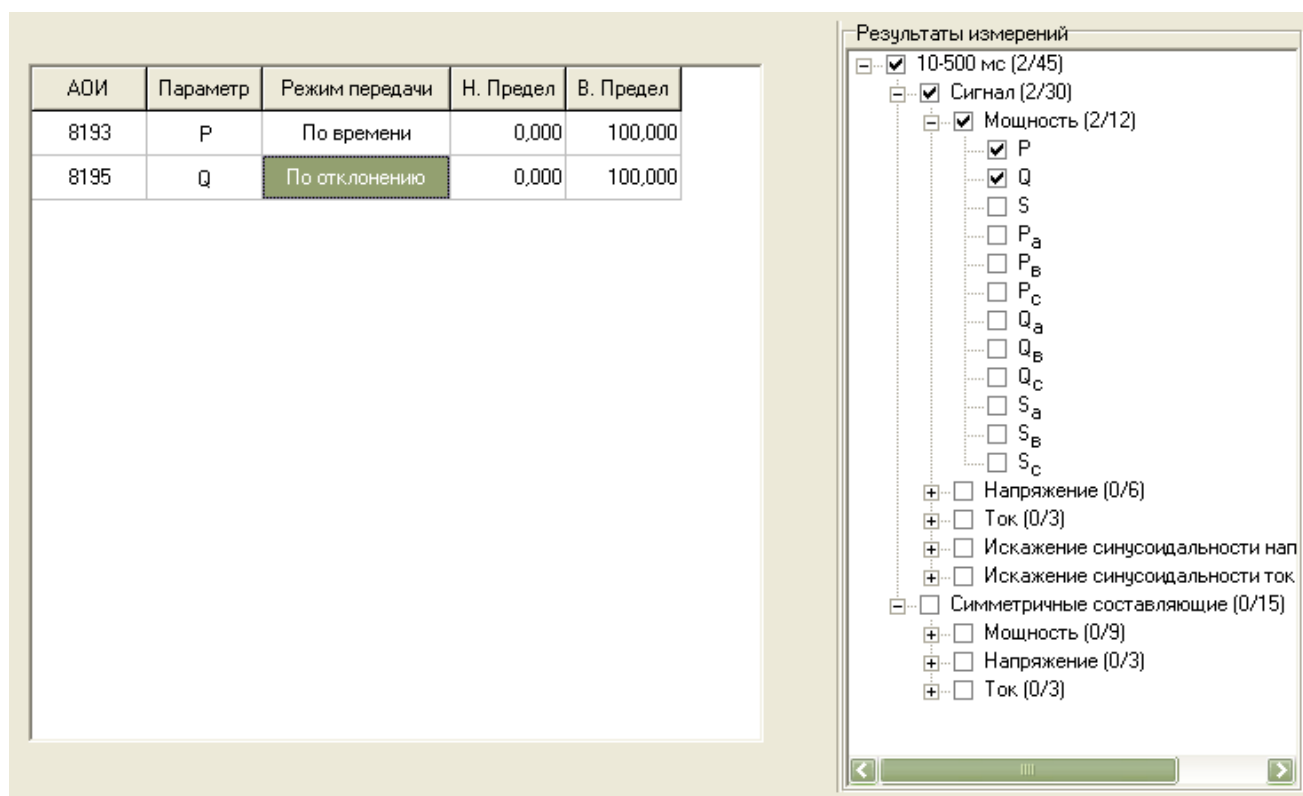 АОИ Параметр Режим передачи Н. Предел В. Предел
8193 P По времени 0,000 100,000
8195 Q По отклонению 0,000 100,000
Результаты измерений
10-500 мс (2/45)
Сигнал (2/30)
Мощность (2/12)
P
Q
S
Pa
Pв
Pc
Qa
Qв
Qc
Sa
Sв
Sc
Напряжение (0/6)
Ток (0/3)
Искажение синусоидальности нап
Искажение синусоидальности ток
Симметричные составляющие (0/15)
Мощность (0/9)
Напряжение (0/3)
Ток (0/3)